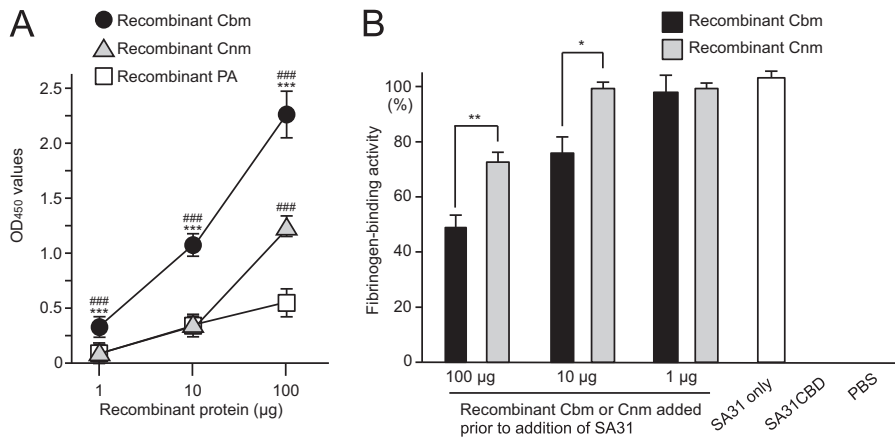 A
Recombinant Cbm
Recombinant Cnm
Recombinant PA
2.5
2.0
1.5
1.0
0.5
0
OD450 values
###
***
###
***
###
***
###
1
10
100
Recombinant protein (µg)
B
Recombinant Cbm
Recombinant Cnm
100
(%)
80
60
40
20
0
Fibrinogen-binding activity
**
*
100 µg
10 µg
1 µg
SA31 only
SA31CBD
PBS
Recombinant Cbm or Cnm added
prior to addition of SA31